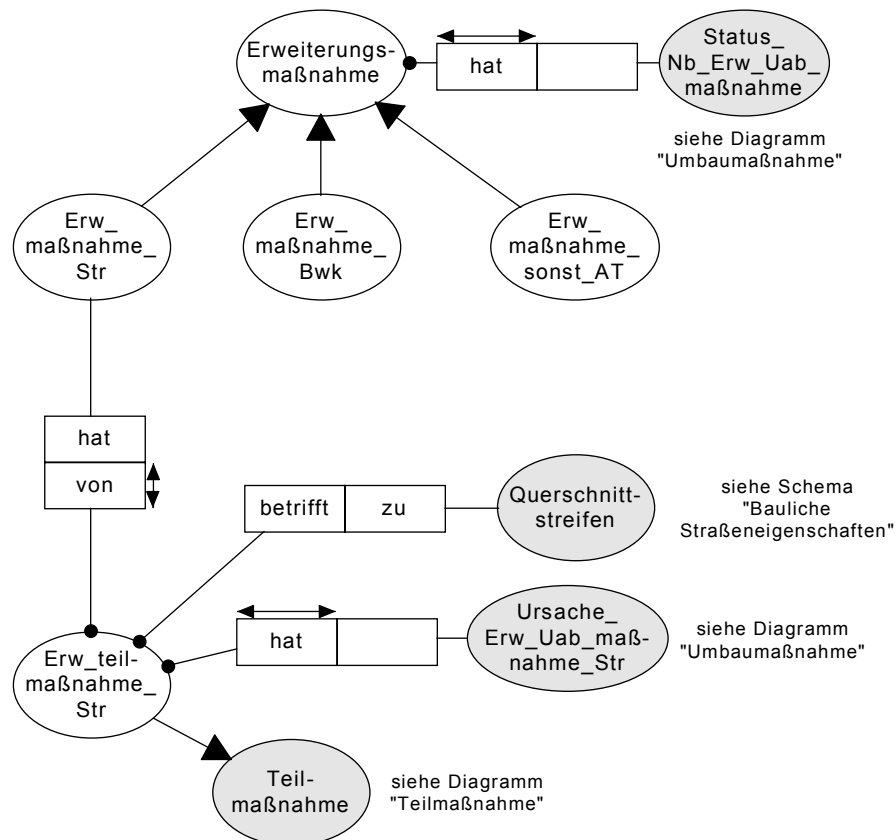 Erweiterungs-
maßnahme
hat
Status_
Nb_Erw_Uab_
maßnahme
siehe Diagramm
"Umbaumaßnahme"
Erw_
maßnahme_
Str
Erw_
maßnahme_
Bwk
Erw_
maßnahme_
sonst_AT
hat
von
betrifft
zu
Querschnitt-
streifen
siehe Schema
"Bauliche
Straßeneigenschaften"
hat
Ursache_
Erw_Uab_maß-
nahme_Str
siehe Diagramm
"Umbaumaßnahme"
Erw_teil-
maßnahme_
Str
Teil-
maßnahme
siehe Diagramm
"Teilmaßnahme"